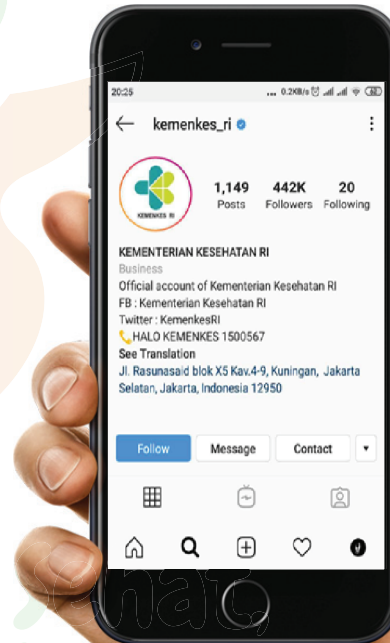 20:25 ... 0.2KB/s 62
kemenkes_ri
KEMENKES RI
1,149 442K 20
Posts Followers Following
KEMENTERIAN KESEHATAN RI
Business
Official account of Kementerian Kesehatan RI
FB : Kementerian Kesehatan RI
Twitter : KemenkesRI
📞HALO KEMENKES 1500567
See Translation
Jl. Rasunasaid blok X5 Kav.4-9, Kuningan, Jakarta
Selatan, Jakarta, Indonesia 12950
Follow Message Contact
ehat,